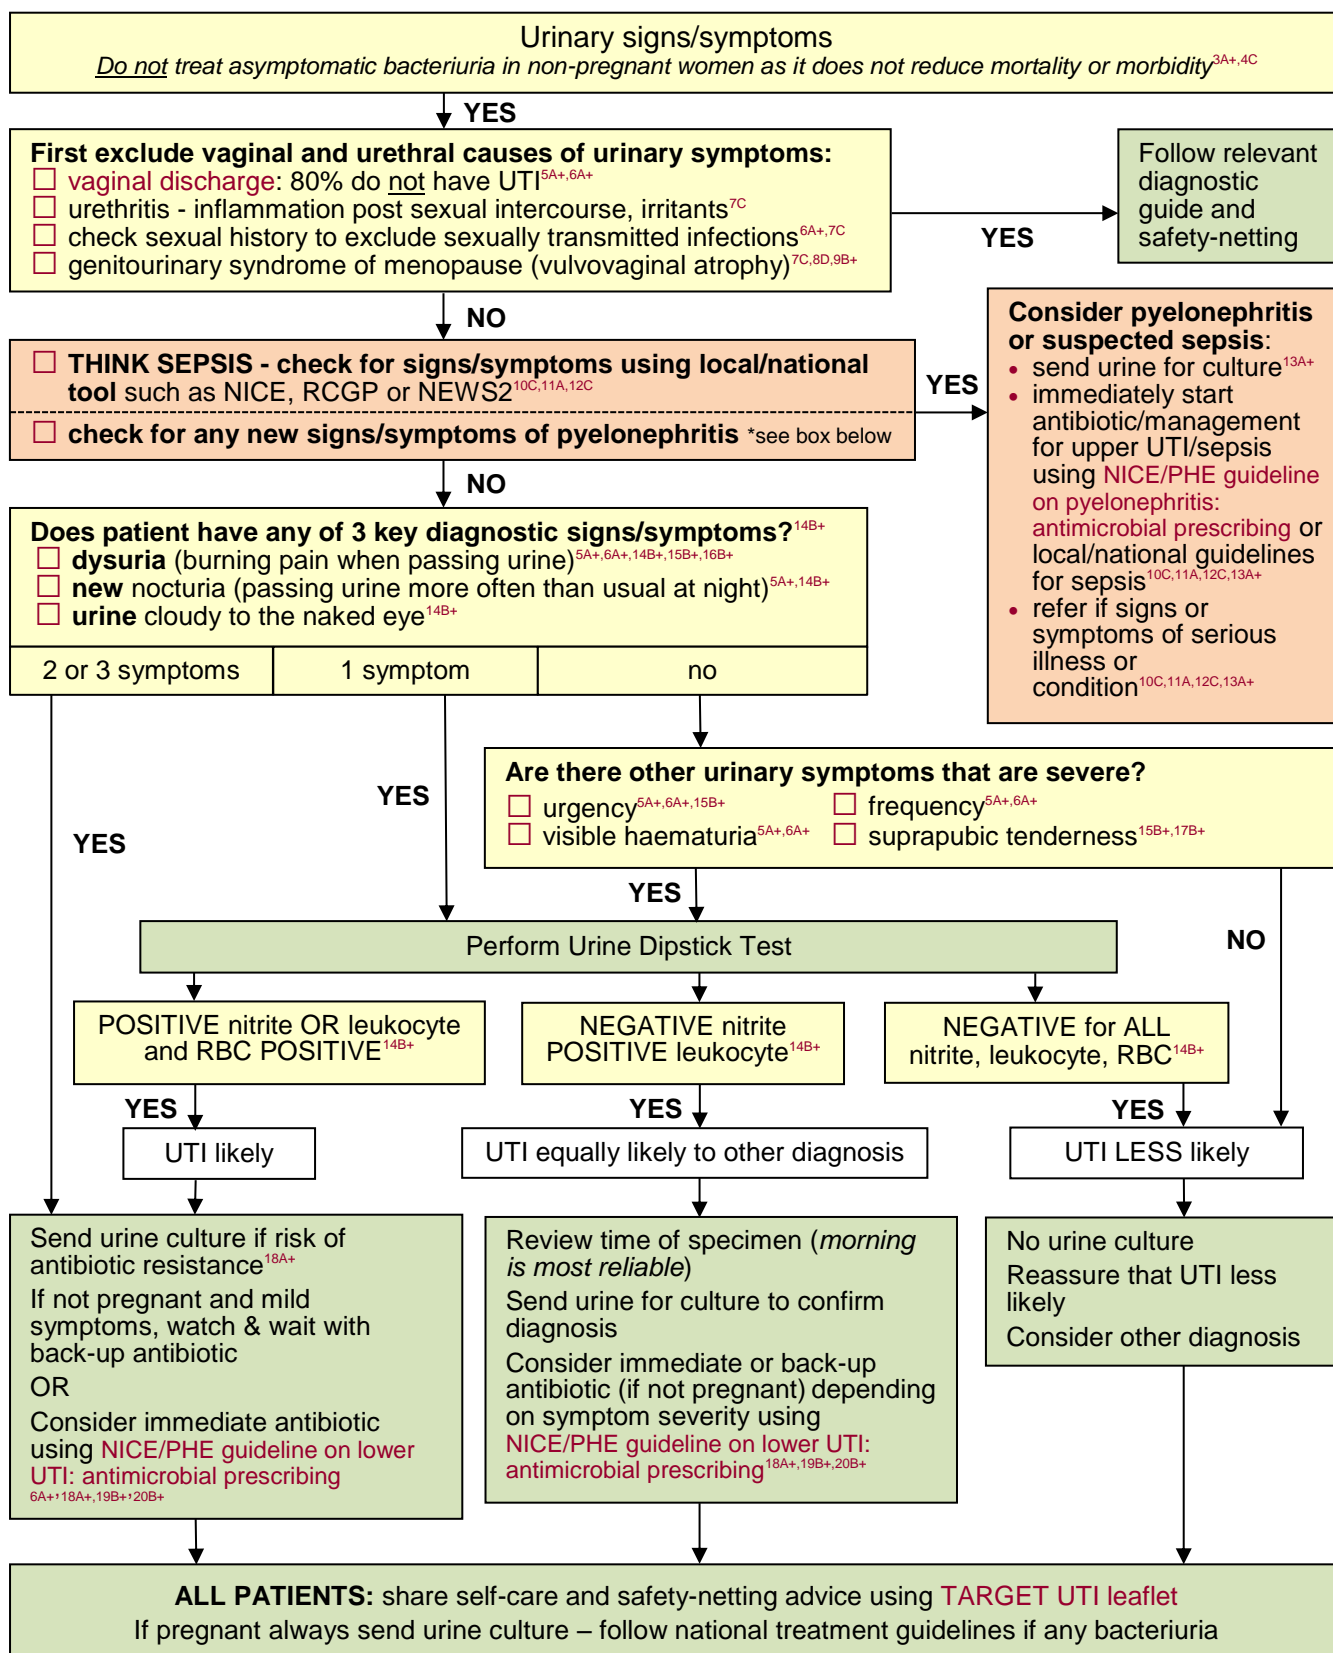 Urinary signs/symptoms
Do not treat asymptomatic bacteriuria in non-pregnant women as it does not reduce mortality or morbidity3A+,4C
YES
First exclude vaginal and urethral causes of urinary symptoms:
☐ vaginal discharge: 80% do not have UTI5A+,6A+
☐ urethritis - inflammation post sexual intercourse, irritants7C
☐ check sexual history to exclude sexually transmitted infections6A+,7C
☐ genitourinary syndrome of menopause (vulvovaginal atrophy)7C,8D,9B+
YES
Follow relevant
diagnostic
guide and
safety-netting
NO
☐ THINK SEPSIS - check for signs/symptoms using local/national
tool such as NICE, RCGP or NEWS210C,11A,12C
☐ check for any new signs/symptoms of pyelonephritis *see box below
YES
Consider pyelonephritis
or suspected sepsis:
• send urine for culture13A+
• immediately start
antibiotic/management
for upper UTI/sepsis
using NICE/PHE guideline
on pyelonephritis:
antimicrobial prescribing or
local/national guidelines
for sepsis10C,11A,12C,13A+
• refer if signs or
symptoms of serious
illness or
condition10C,11A,12C,13A+
NO
Does patient have any of 3 key diagnostic signs/symptoms?14B+
☐ dysuria (burning pain when passing urine)5A+,6A+,14B+,15B+,16B+
☐ new nocturia (passing urine more often than usual at night)5A+,14B+
☐ urine cloudy to the naked eye14B+
2 or 3 symptoms
1 symptom
no
YES
YES
Are there other urinary symptoms that are severe?
☐ urgency5A+,6A+,15B+ ☐ frequency5A+,6A+
☐ visible haematuria5A+,6A+ ☐ suprapubic tenderness15B+,17B+
YES
NO
Perform Urine Dipstick Test
POSITIVE nitrite OR leukocyte
and RBC POSITIVE14B+
NEGATIVE nitrite
POSITIVE leukocyte14B+
NEGATIVE for ALL
nitrite, leukocyte, RBC14B+
YES
YES
YES
UTI likely
UTI equally likely to other diagnosis
UTI LESS likely
Send urine culture if risk of
antibiotic resistance18A+
If not pregnant and mild
symptoms, watch & wait with
back-up antibiotic
OR
Consider immediate antibiotic
using NICE/PHE guideline on lower
UTI: antimicrobial prescribing
6A+,18A+,19B+,20B+
Review time of specimen (morning
is most reliable)
Send urine for culture to confirm
diagnosis
Consider immediate or back-up
antibiotic (if not pregnant) depending
on symptom severity using
NICE/PHE guideline on lower UTI:
antimicrobial prescribing18A+,19B+,20B+
No urine culture
Reassure that UTI less
likely
Consider other diagnosis
ALL PATIENTS: share self-care and safety-netting advice using TARGET UTI leaflet
If pregnant always send urine culture – follow national treatment guidelines if any bacteriuria